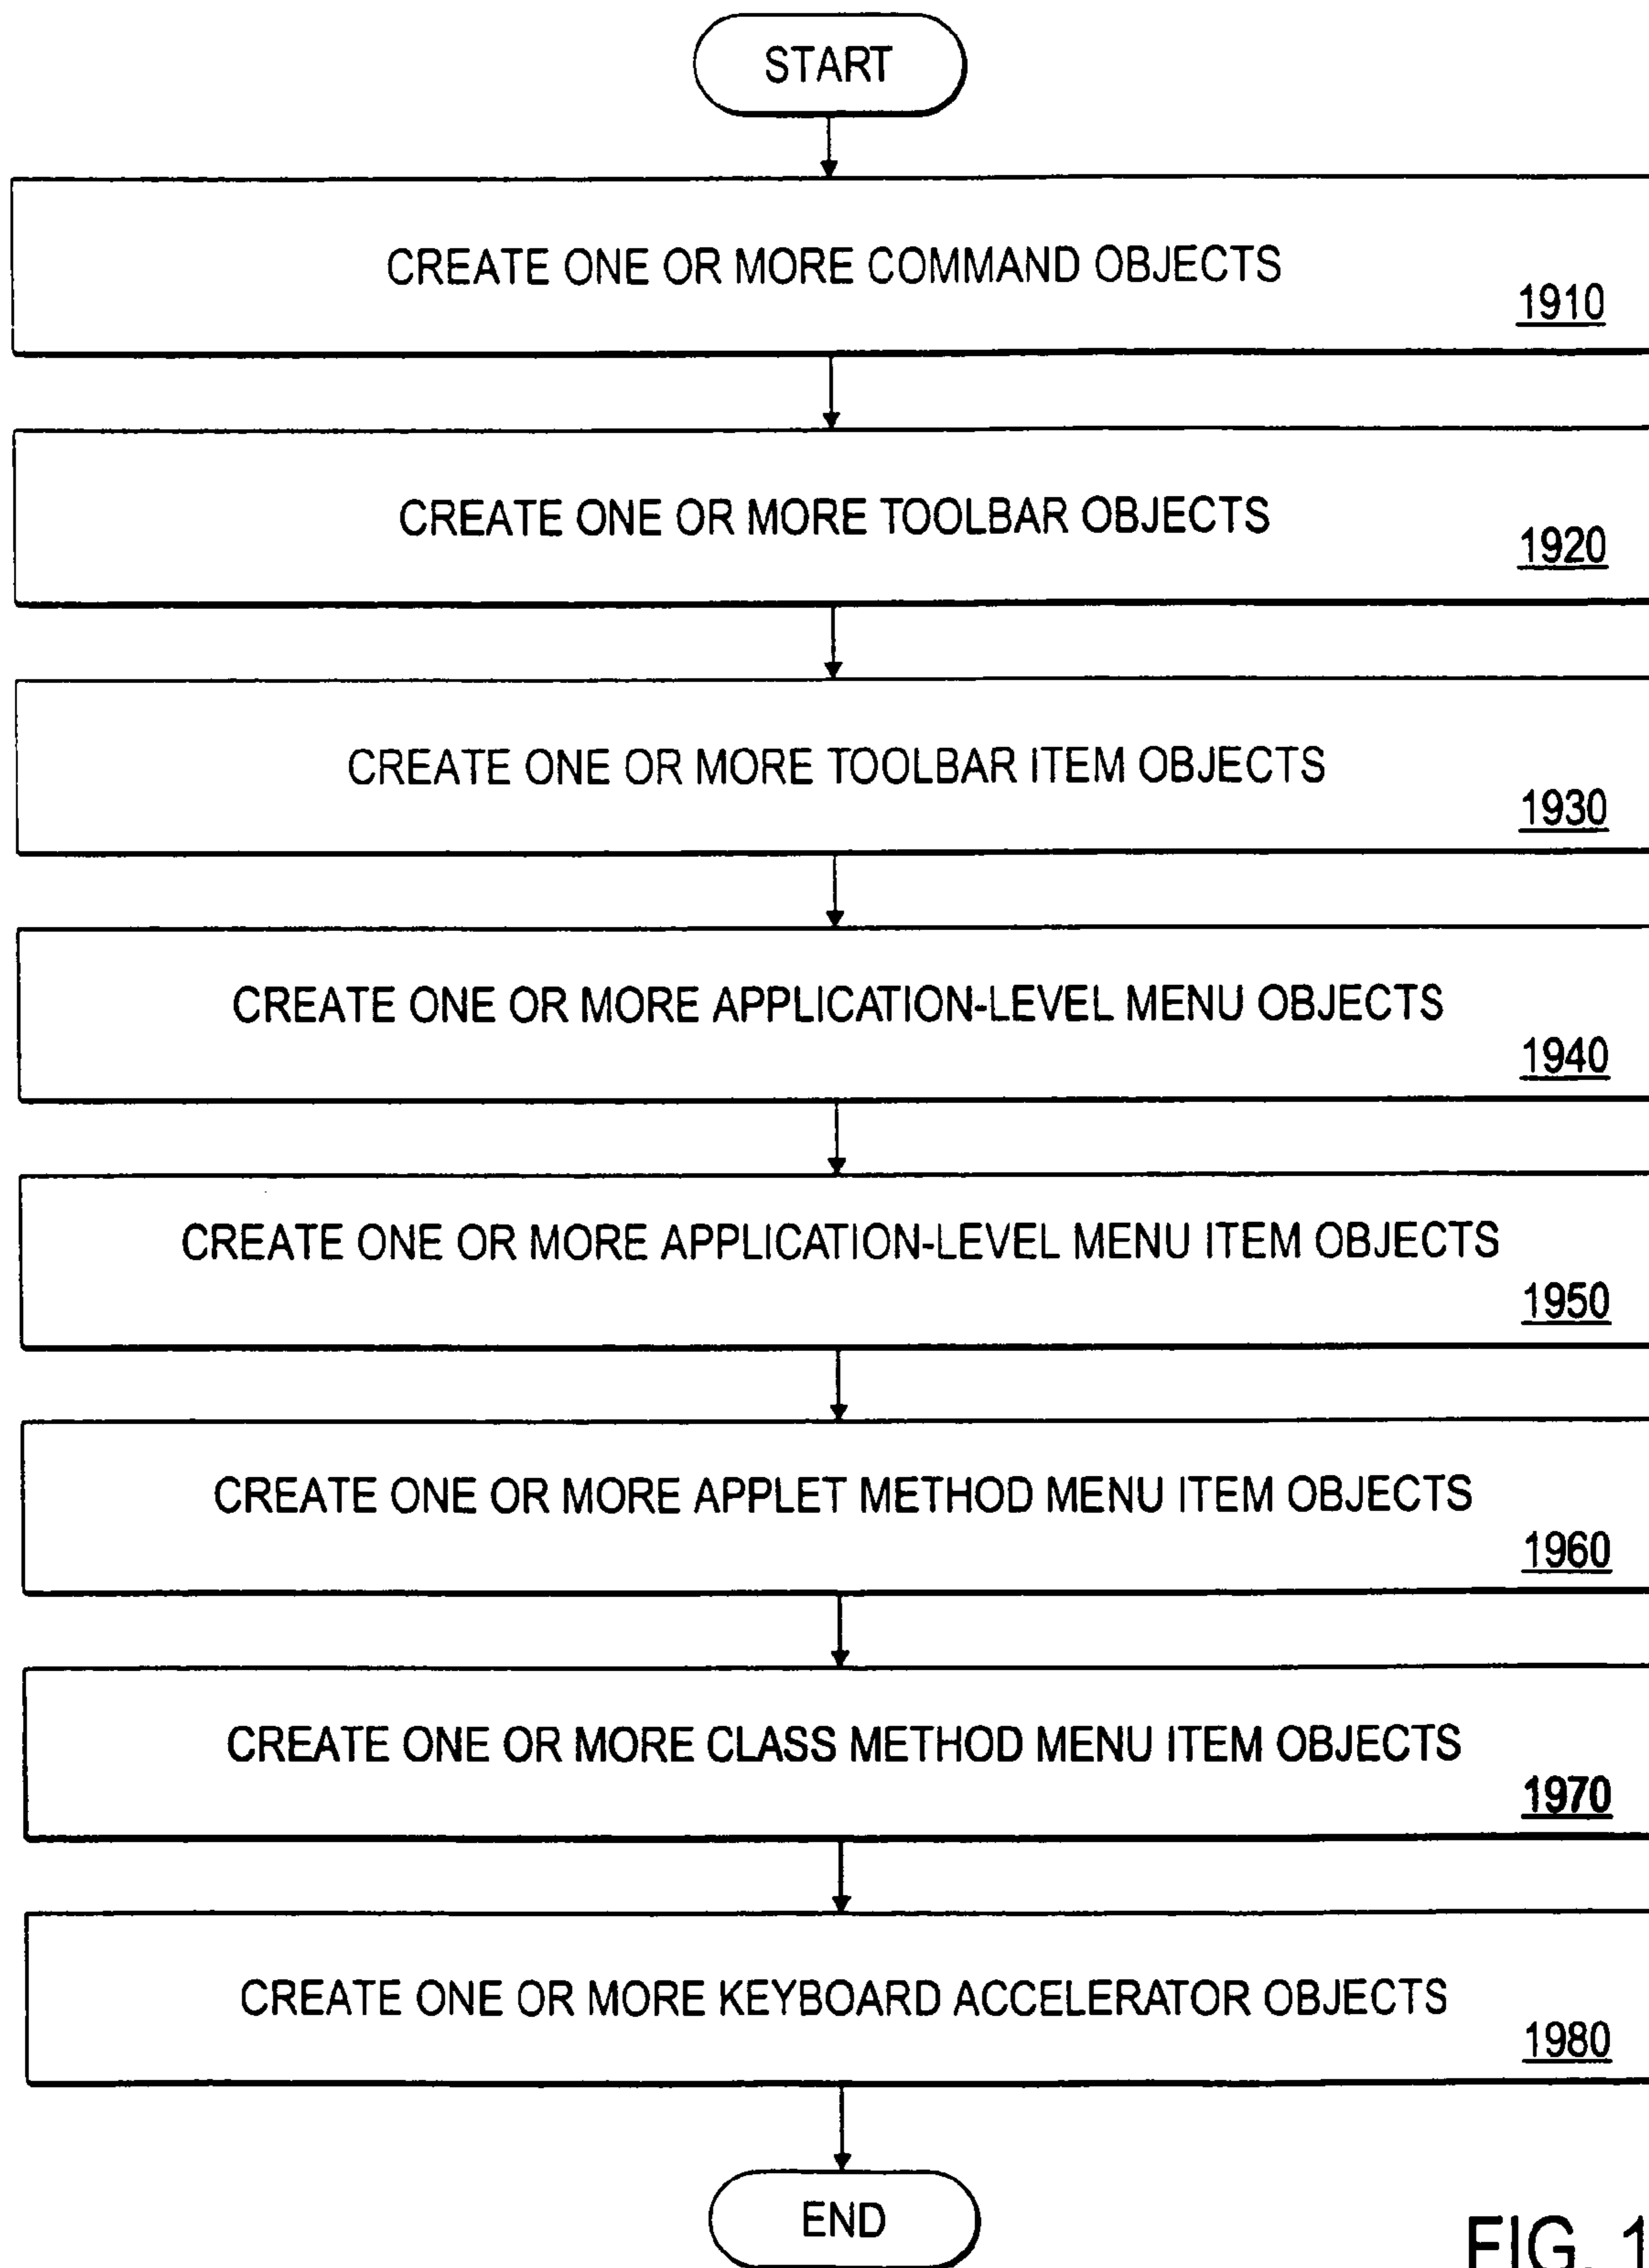 START
CREATE ONE OR MORE COMMAND OBJECTS
1910
CREATE ONE OR MORE TOOLBAR OBJECTS
1920
CREATE ONE OR MORE TOOLBAR ITEM OBJECTS
1930
CREATE ONE OR MORE APPLICATION-LEVEL MENU OBJECTS
1940
CREATE ONE OR MORE APPLICATION-LEVEL MENU ITEM OBJECTS
1950
CREATE ONE OR MORE APPLET METHOD MENU ITEM OBJECTS
1960
CREATE ONE OR MORE CLASS METHOD MENU ITEM OBJECTS
1970
CREATE ONE OR MORE KEYBOARD ACCELERATOR OBJECTS
1980
END
FIG. 1